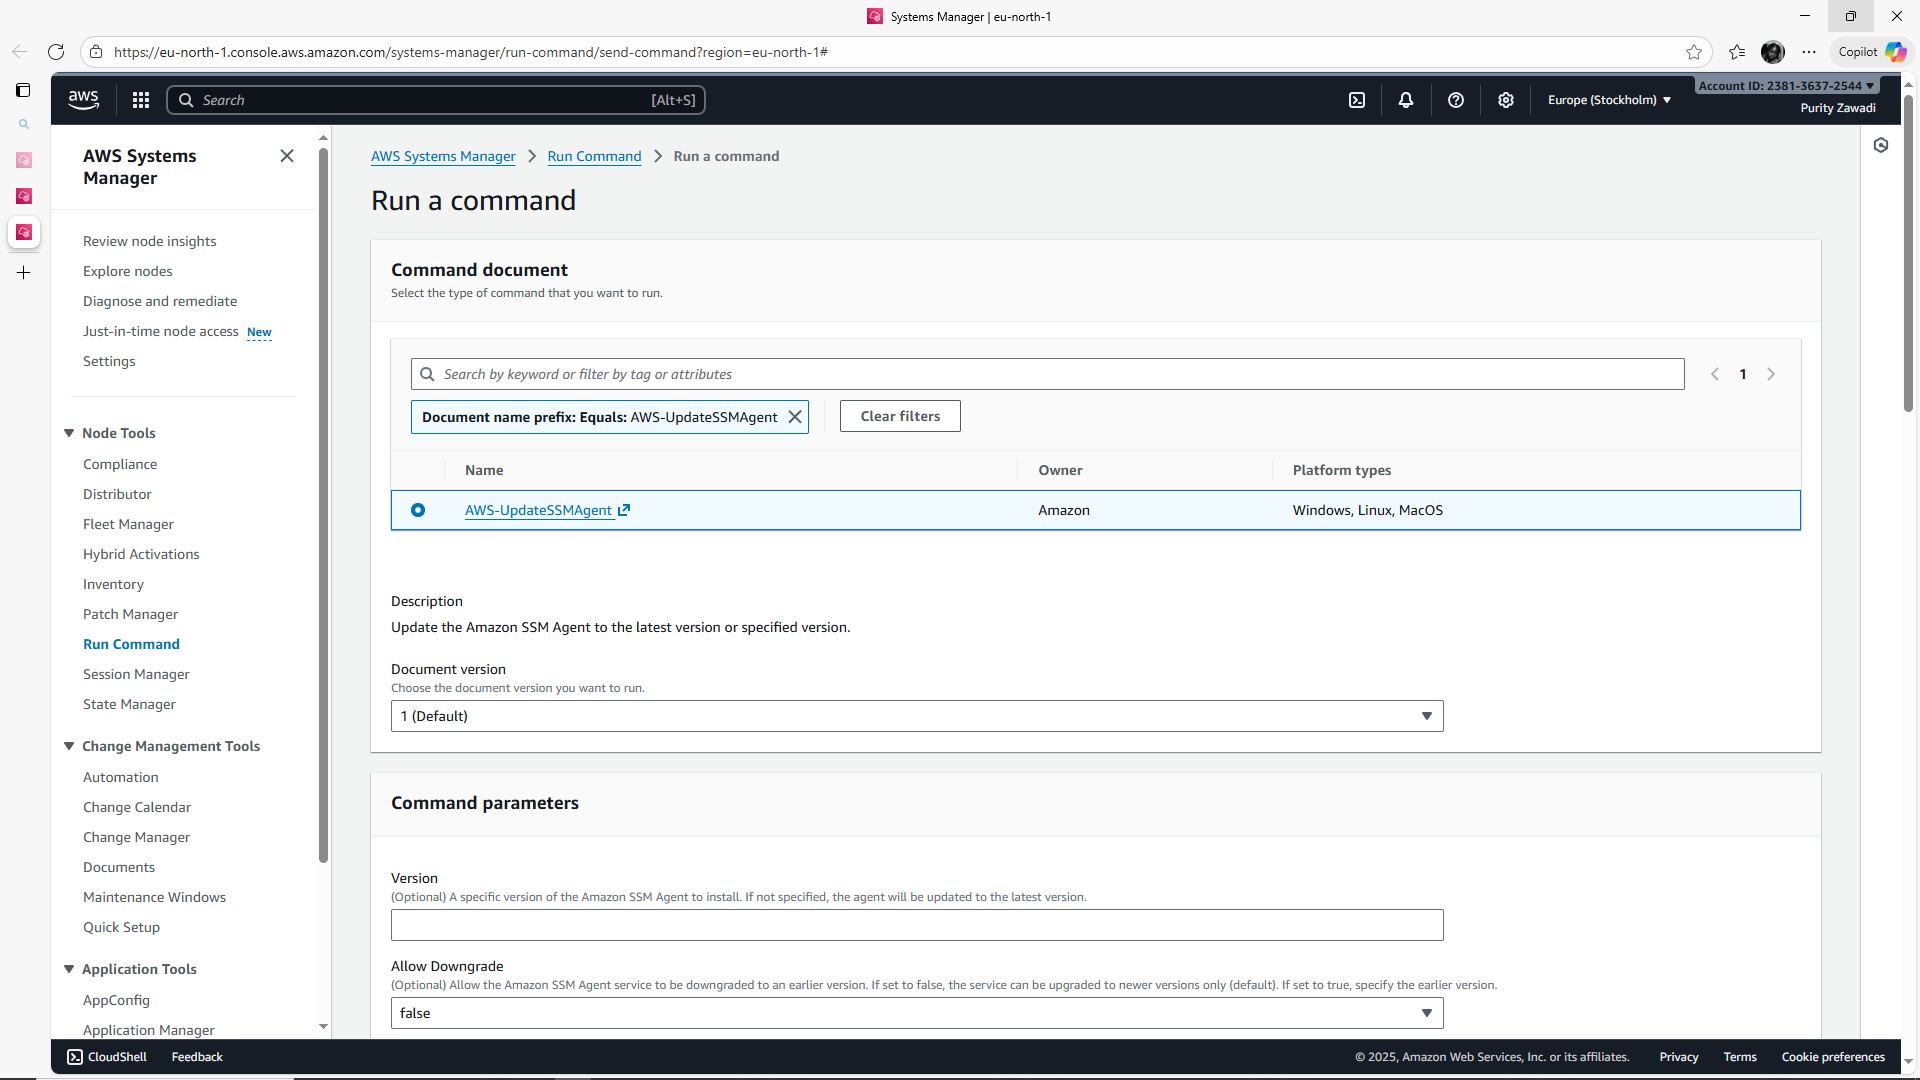 Systems Manager | eu-north-1
https://eu-north-1.console.aws.amazon.com/systems-manager/run-command/send-command?region=eu-north-1#
Copilot
aws
Search
[Alt+S]
Europe (Stockholm)
Account ID: 2381-3637-2544
Purity Zawadi
AWS Systems
Manager
Review node insights
Explore nodes
Diagnose and remediate
Just-in-time node access New
Settings
Node Tools
Compliance
Distributor
Fleet Manager
Hybrid Activations
Inventory
Patch Manager
Run Command
Session Manager
State Manager
Change Management Tools
Automation
Change Calendar
Change Manager
Documents
Maintenance Windows
Quick Setup
Application Tools
AppConfig
Application Manager
AWS Systems Manager > Run Command > Run a command
Run a command
Command document
Select the type of command that you want to run.
Search by keyword or filter by tag or attributes
1
Document name prefix: Equals: AWS-UpdateSSMAgent
Clear filters
Name Owner Platform types
AWS-UpdateSSMAgent Amazon Windows, Linux, MacOS
Description
Update the Amazon SSM Agent to the latest version or specified version.
Document version
Choose the document version you want to run.
1 (Default)
Command parameters
Version
(Optional) A specific version of the Amazon SSM Agent to install. If not specified, the agent will be updated to the latest version.
Allow Downgrade
(Optional) Allow the Amazon SSM Agent service to be downgraded to an earlier version. If set to false, the service can be upgraded to newer versions only (default). If set to true, specify the earlier version.
false
CloudShell Feedback
© 2025, Amazon Web Services, Inc. or its affiliates. Privacy Terms Cookie preferences